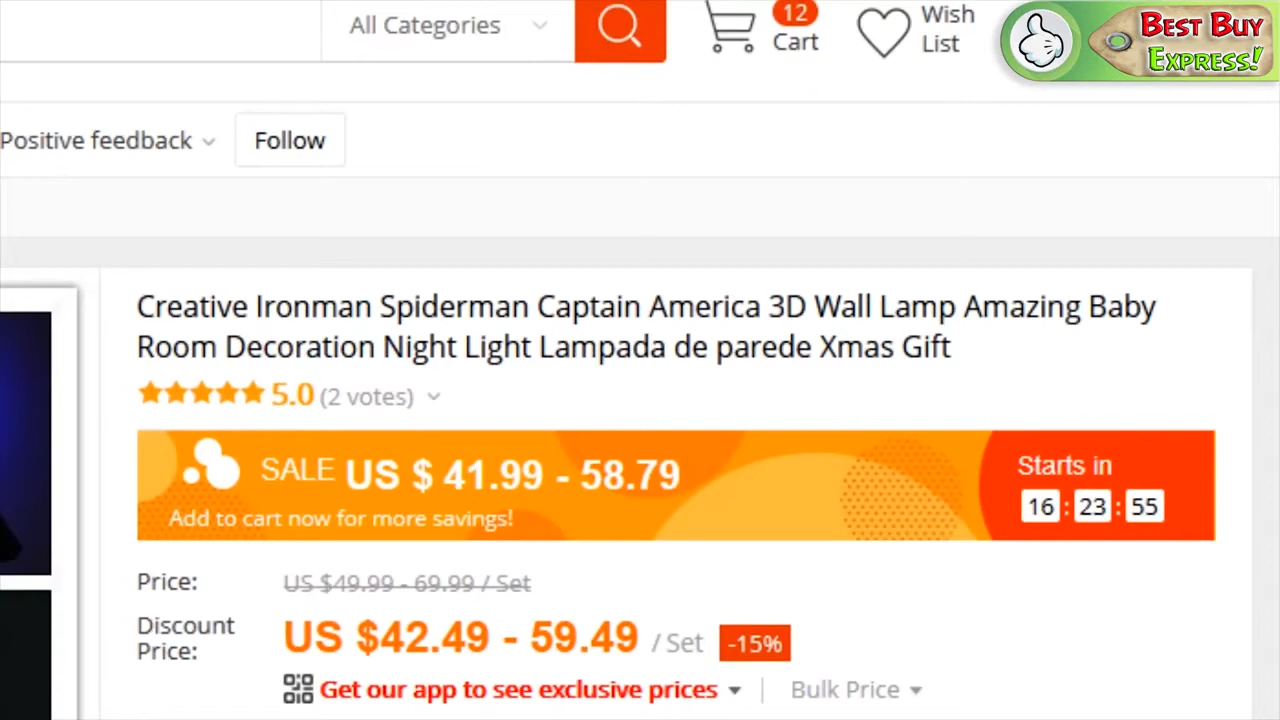 All Categories
12
Cart
Wish
List
BEST BUY
EXPRESS!
Positive feedback
Follow
Creative Ironman Spiderman Captain America 3D Wall Lamp Amazing Baby
Room Decoration Night Light Lampada de parede Xmas Gift
5.0 (2 votes)
SALE US $ 41.99 - 58.79
Add to cart now for more savings!
Starts in
16 : 23 : 55
Price: US $49.99 - 69.99 / Set
Discount
Price:
US $42.49 - 59.49 / Set -15%
Get our app to see exclusive prices
Bulk Price